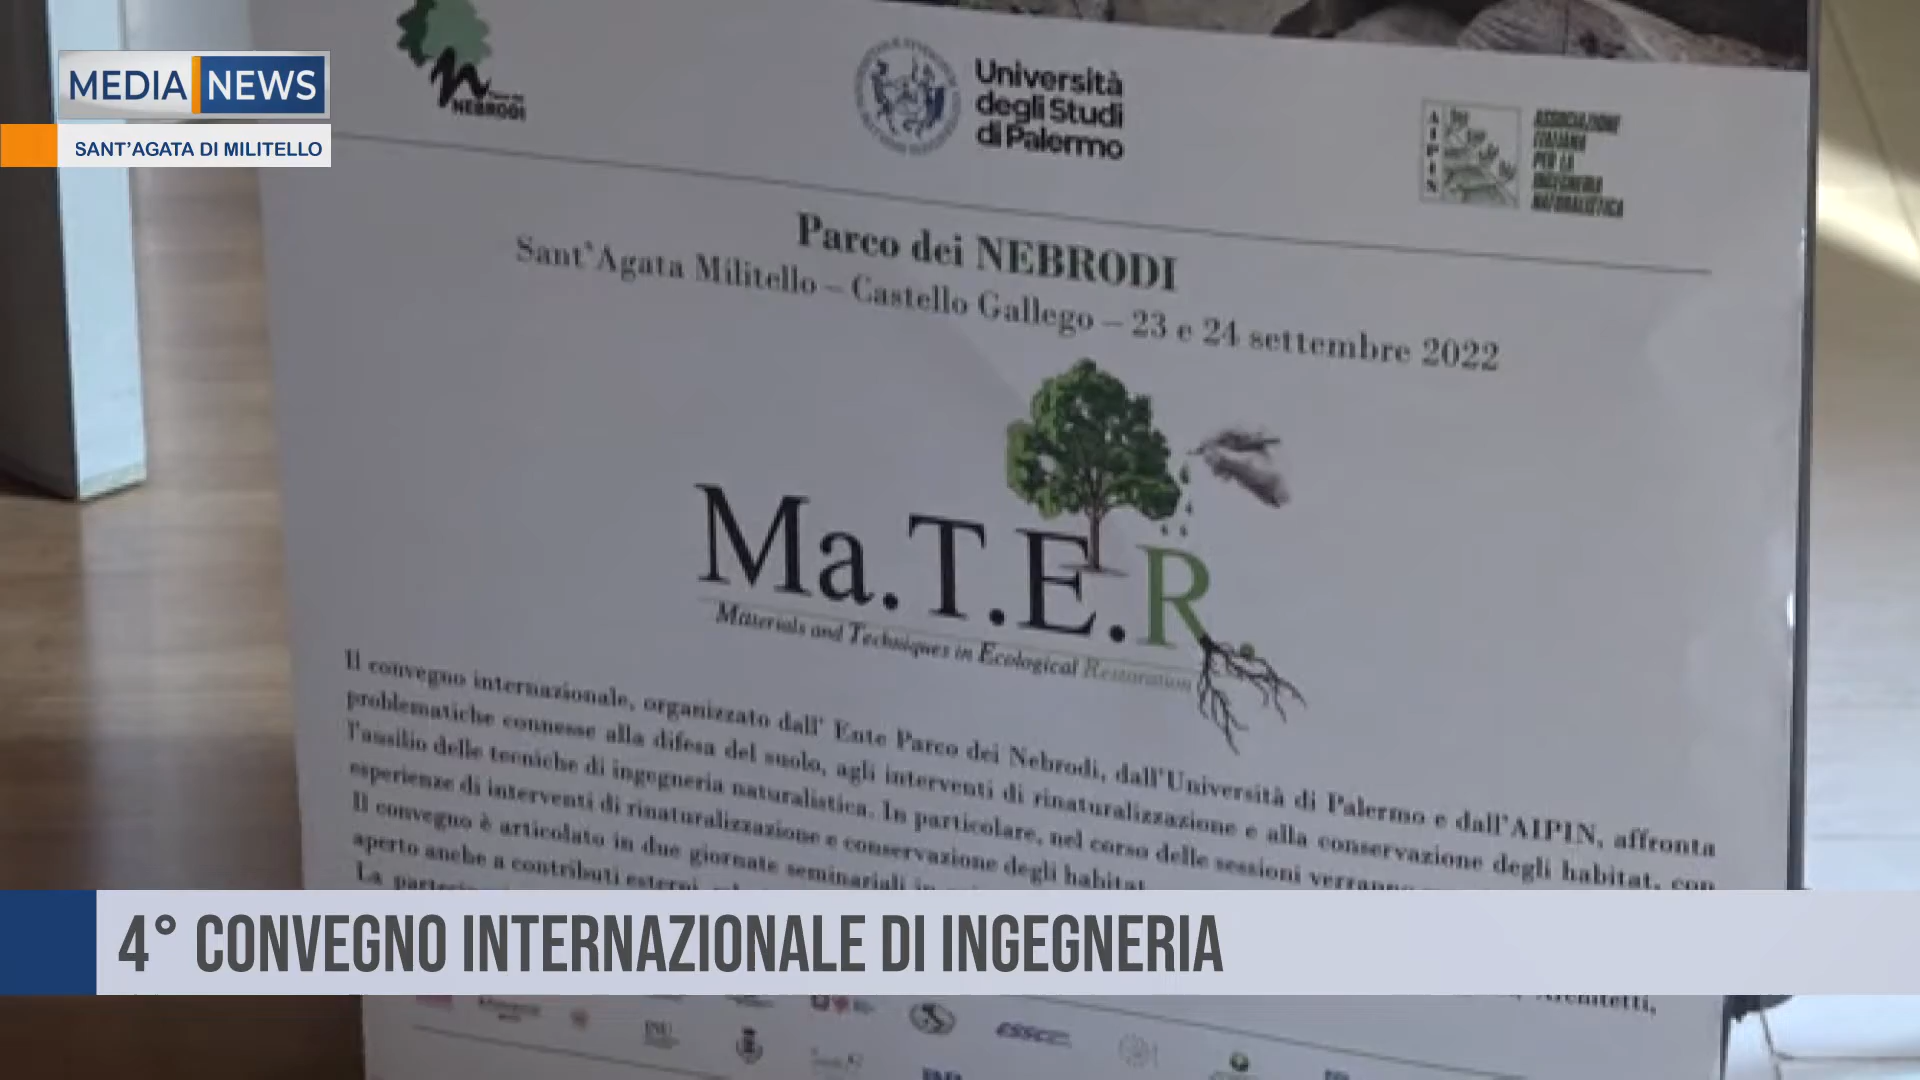 MEDIA NEWS
SANT'AGATA DI MILITELLO
NEBRODI
Università
degli Studi
di Palermo
AIPIN
ASSOCIAZIONE
ITALIANA
PER LA
INGEGNERIA
NATURALISTICA
Parco dei NEBRODI
Sant'Agata Militello – Castello Gallego – 23 e 24 settembre 2022
Ma.T.E.R.
Materials and Techniques in Ecological Restoration
Il convegno internazionale, organizzato dall' Ente Parco dei Nebrodi, dall'Università di Palermo e dall'AIPIN, affronta
problematiche connesse alla difesa del suolo, agli interventi di rinaturalizzazione e alla conservazione degli habitat, con
l'ausilio delle tecniche di ingegneria naturalistica. In particolare, nel corso delle sessioni verranno
esperienze di interventi di rinaturalizzazione e conservazione degli habitat.
Il convegno è articolato in due giornate seminariali
aperto anche a contributi esterni
La
4° CONVEGNO INTERNAZIONALE DI INGEGNERIA
Architetti,